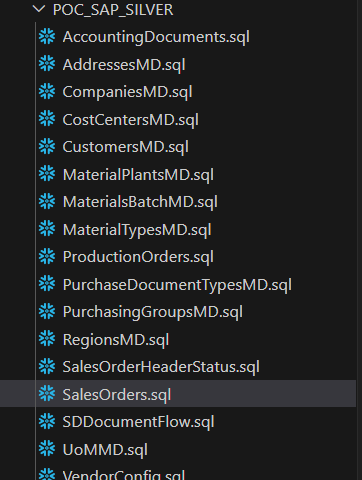 POC_SAP_SILVER
AccountingDocuments.sql
AddressesMD.sql
CompaniesMD.sql
CostCentersMD.sql
CustomersMD.sql
MaterialPlantsMD.sql
MaterialsBatchMD.sql
MaterialTypesMD.sql
ProductionOrders.sql
PurchaseDocumentTypesMD.sql
PurchasingGroupsMD.sql
RegionsMD.sql
SalesOrderHeaderStatus.sql
SalesOrders.sql
SDDocumentFlow.sql
UoMMD.sql
VendorConfig.sql